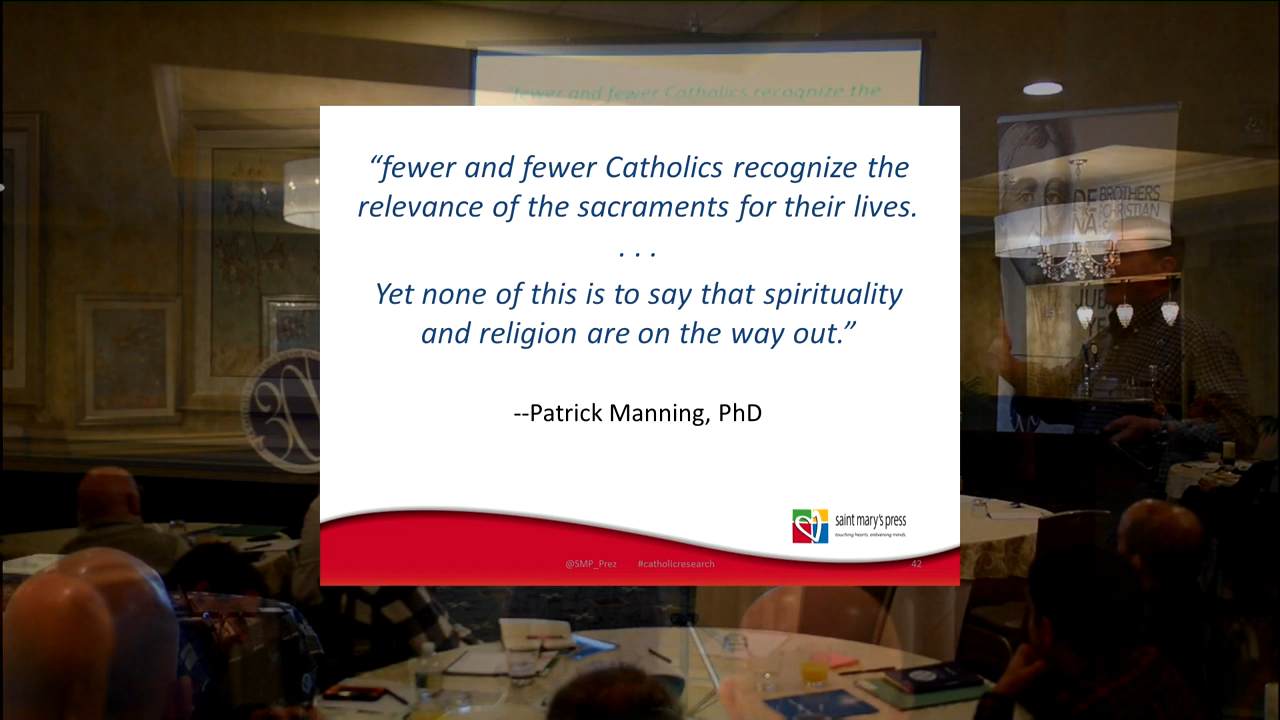 "fewer and fewer Catholics recognize the
“fewer and fewer Catholics recognize the
relevance of the sacraments for their lives.
. . .
Yet none of this is to say that spirituality
and religion are on the way out.”
--Patrick Manning, PhD
saint mary's press
touching hearts. enlivening minds.
@SMP_Prez #catholicresearch
42
DE BROTHERS
CHRISTIAN
300